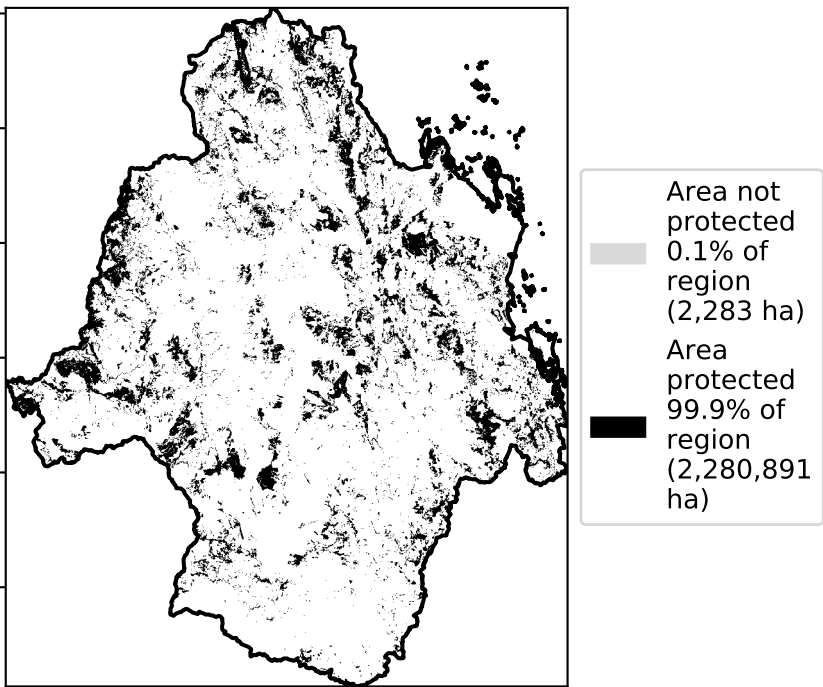 Area not
protected
0.1% of
region
(2,283 ha)
Area
protected
99.9% of
region
(2,280,891
ha)